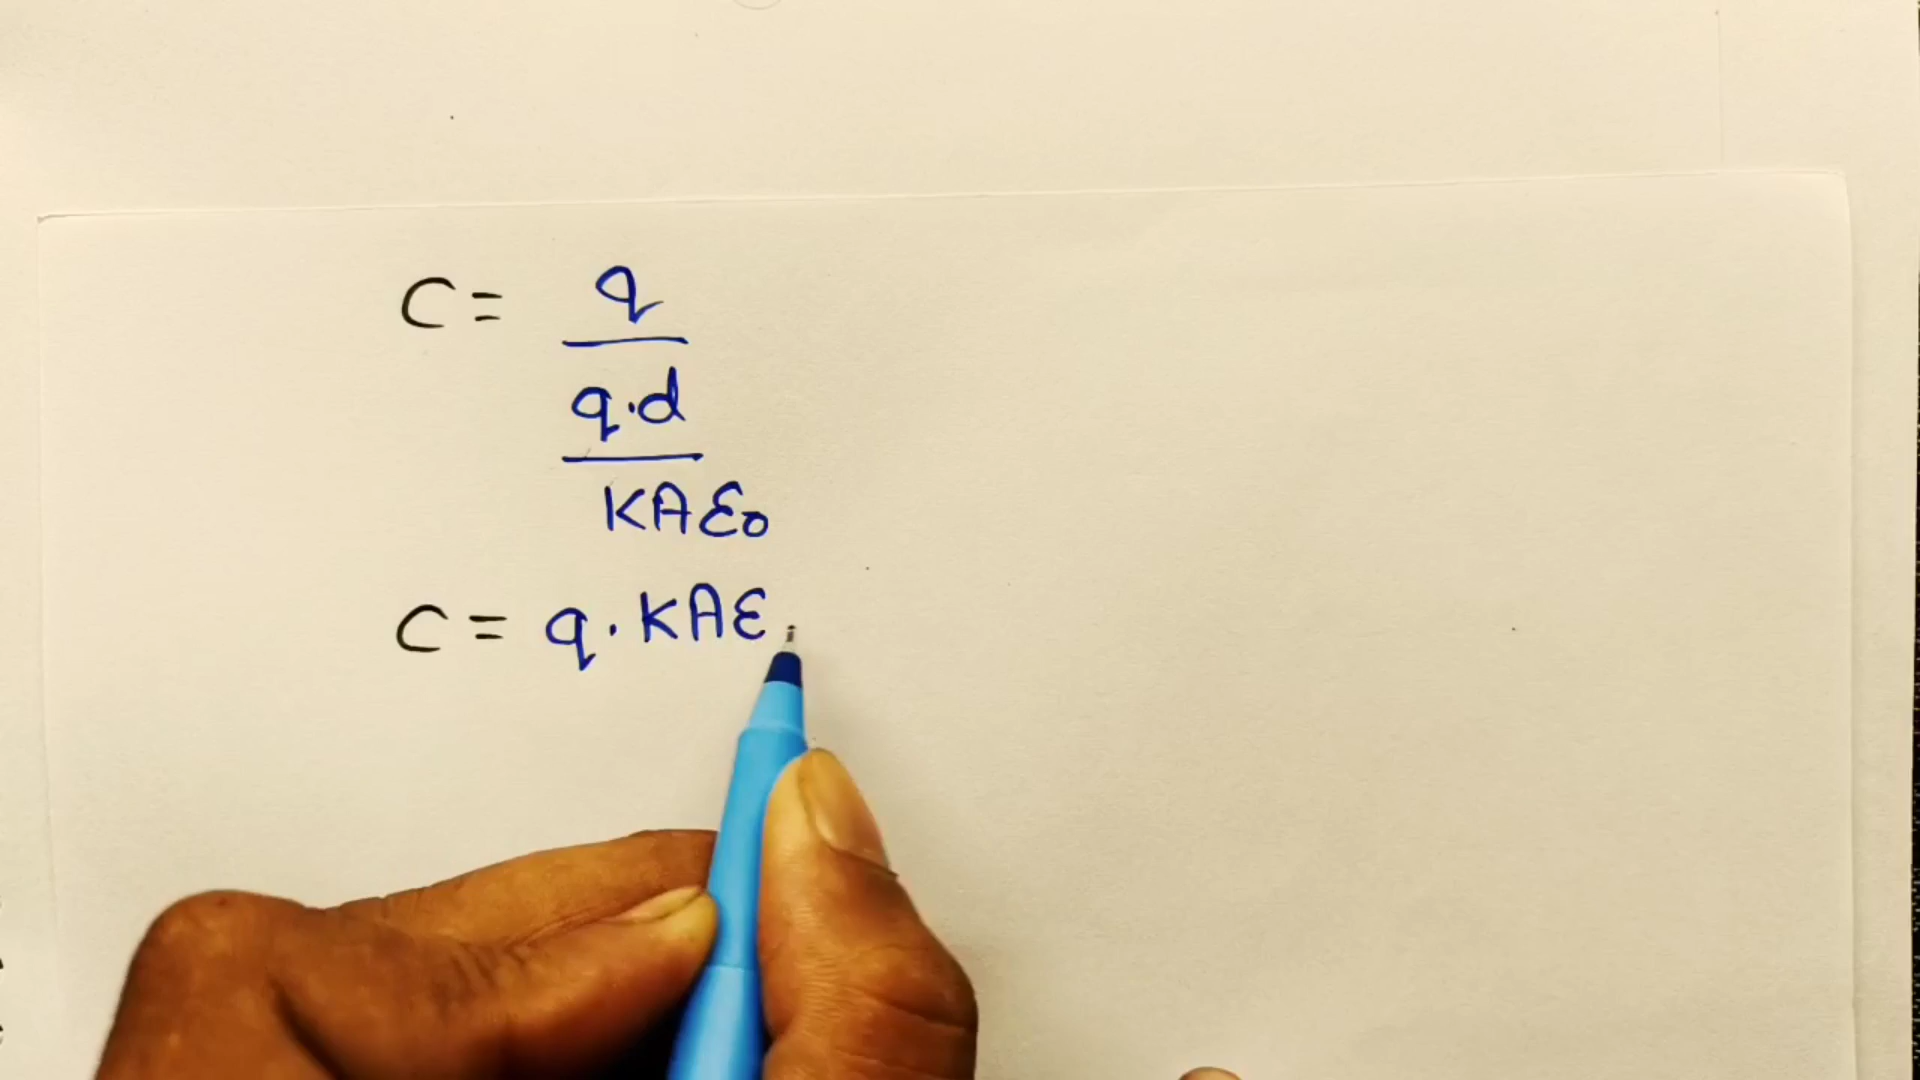 C = q
q.d
KAε₀
C = q.KAε